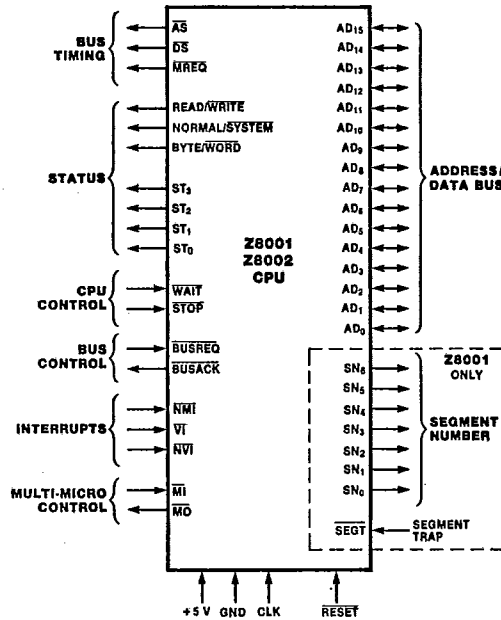 BUS
TIMING
AS
DS
MREQ
STATUS
READ/WRITE
NORMAL/SYSTEM
BYTE/WORD
ST3
ST2
ST1
ST0
CPU
CONTROL
WAIT
STOP
BUS
CONTROL
BUSREQ
BUSACK
INTERRUPTS
NMI
VI
NVI
MULTI-MICRO
CONTROL
MI
MO
Z8001
Z8002
CPU
AD15
AD14
AD13
AD12
AD11
AD10
AD9
AD8
AD7
AD6
AD5
AD4
AD3
AD2
AD1
AD0
ADDRESS/
DATA BUS
Z8001
ONLY
SN6
SN5
SN4
SN3
SN2
SN1
SN0
SEGMENT
NUMBER
SEGT
SEGMENT
TRAP
+5 V GND CLK RESET